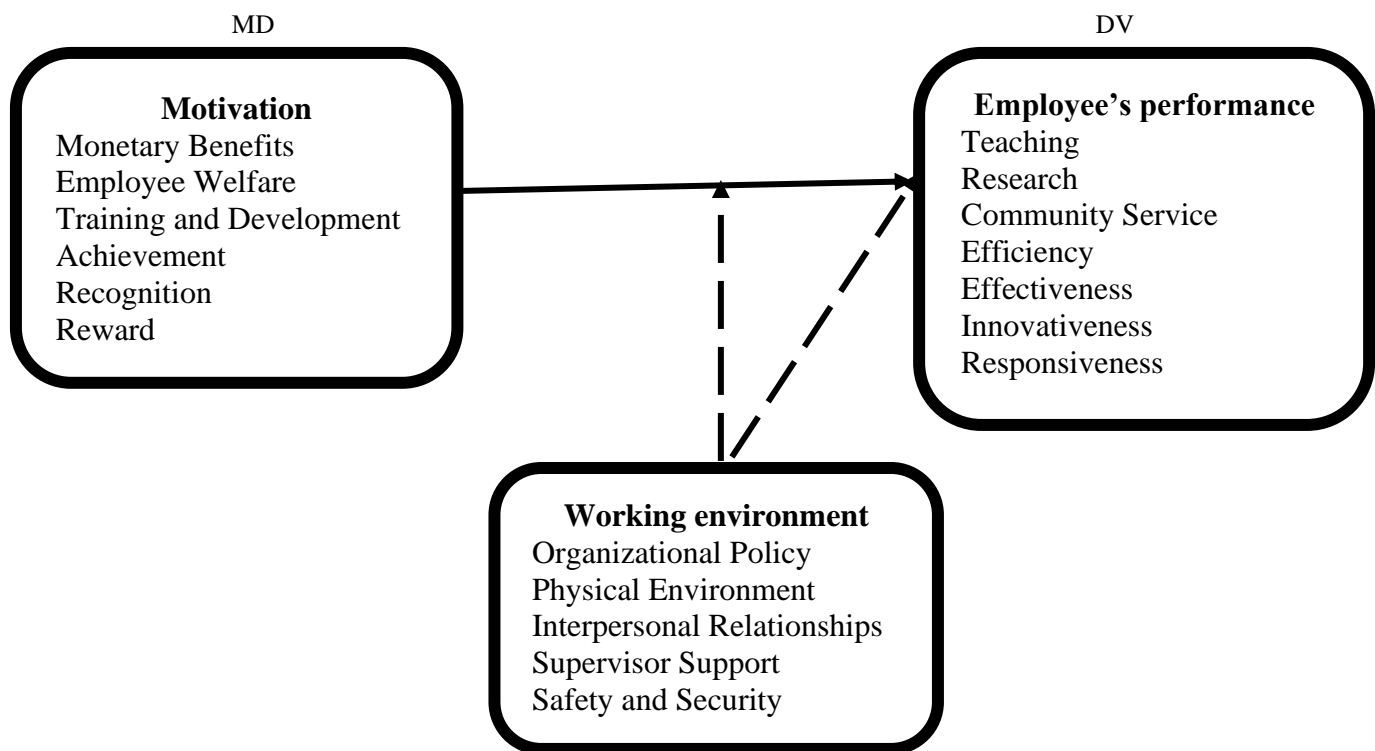 MD
DV
Motivation
Monetary Benefits
Employee Welfare
Training and Development
Achievement
Recognition
Reward
Employee’s performance
Teaching
Research
Community Service
Efficiency
Effectiveness
Innovativeness
Responsiveness
Working environment
Organizational Policy
Physical Environment
Interpersonal Relationships
Supervisor Support
Safety and Security